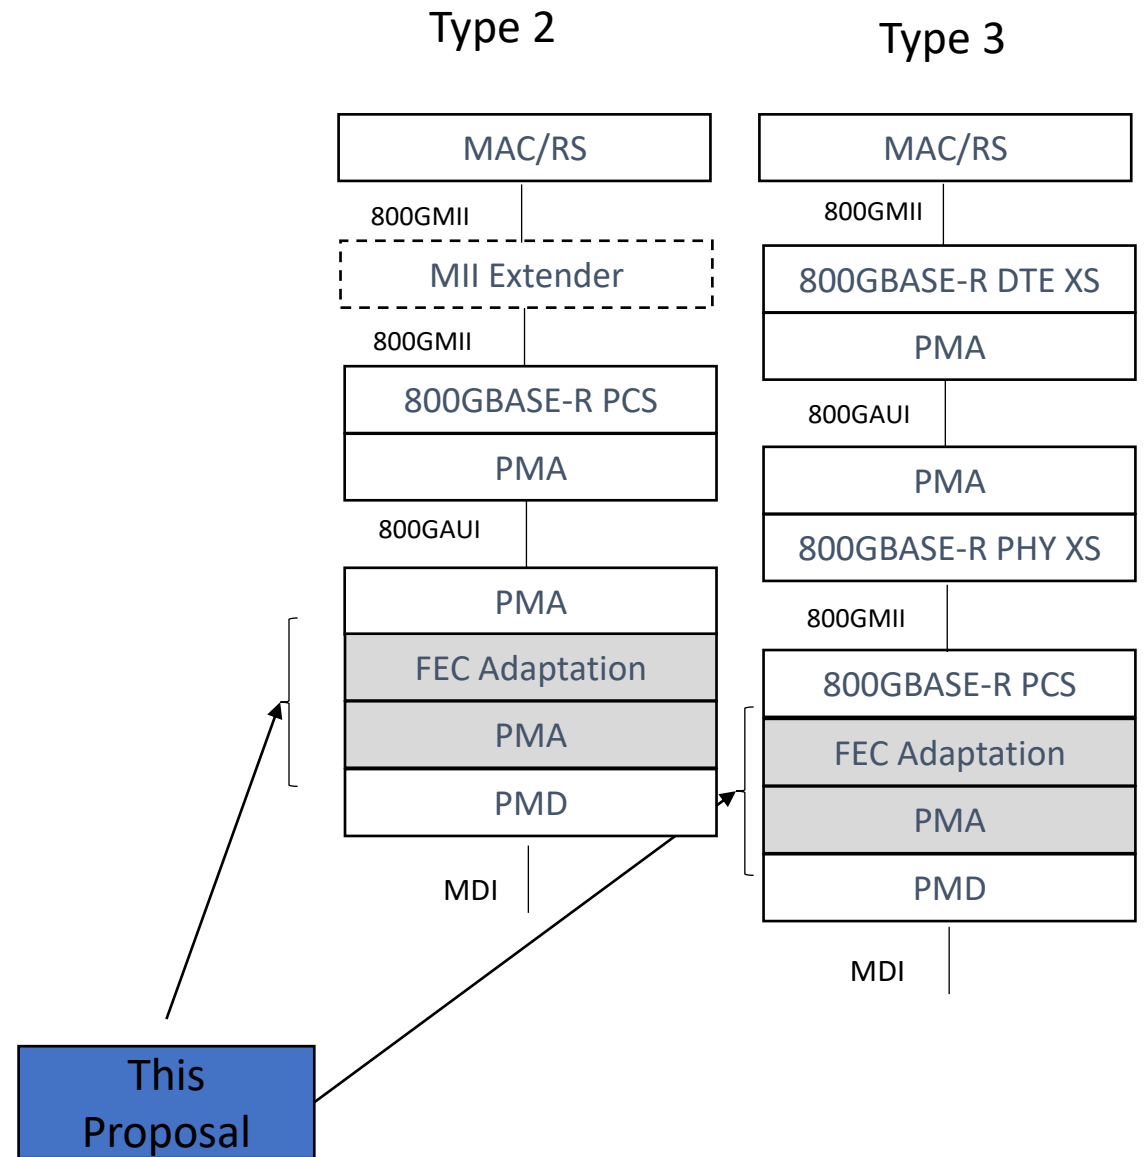 Type 2
MAC/RS
800GMII
MII Extender
800GMII
800GBASE-R PCS
PMA
800GAUI
PMA
FEC Adaptation
PMA
PMD
MDI
Type 3
MAC/RS
800GMII
800GBASE-R DTE XS
PMA
800GAUI
PMA
800GBASE-R PHY XS
800GMII
800GBASE-R PCS
FEC Adaptation
PMA
PMD
MDI
This
Proposal